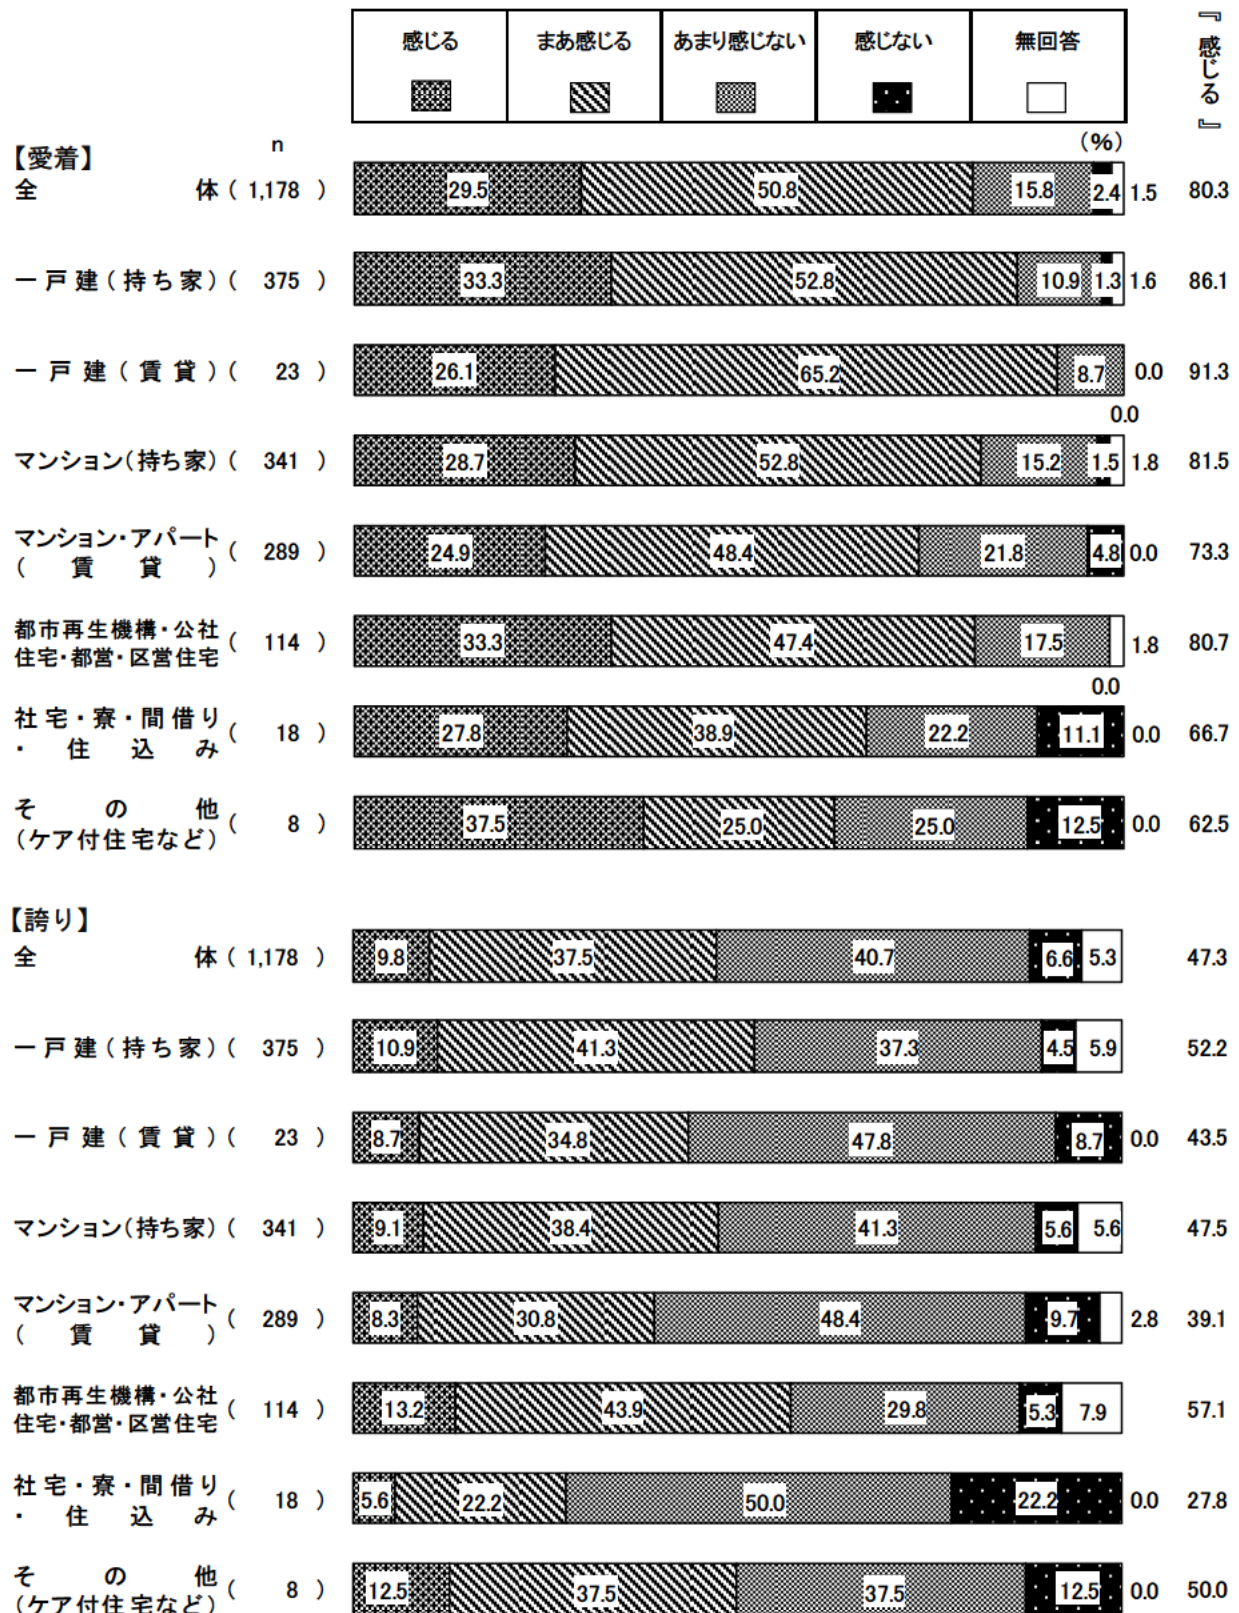 感じる まあ感じる あまり感じない 感じない 無回答 『感じる』
(%)
【愛着】 n
全体 ( 1,178 ) 29.5 50.8 15.8 2.4 1.5 80.3
一戸建(持ち家) ( 375 ) 33.3 52.8 10.9 1.3 1.6 86.1
一戸建(賃貸) ( 23 ) 26.1 65.2 8.7 0.0 91.3
0.0
マンション(持ち家) ( 341 ) 28.7 52.8 15.2 1.5 1.8 81.5
マンション・アパート
(賃貸) ( 289 ) 24.9 48.4 21.8 4.8 0.0 73.3
都市再生機構・公社
住宅・都営・区営住宅 ( 114 ) 33.3 47.4 17.5 1.8 80.7
0.0
社宅・寮・間借り
・住込み ( 18 ) 27.8 38.9 22.2 11.1 0.0 66.7
その他
(ケア付住宅など) ( 8 ) 37.5 25.0 25.0 12.5 0.0 62.5
【誇り】
全体 ( 1,178 ) 9.8 37.5 40.7 6.6 5.3 47.3
一戸建(持ち家) ( 375 ) 10.9 41.3 37.3 4.5 5.9 52.2
一戸建(賃貸) ( 23 ) 8.7 34.8 47.8 8.7 0.0 43.5
マンション(持ち家) ( 341 ) 9.1 38.4 41.3 5.6 5.6 47.5
マンション・アパート
(賃貸) ( 289 ) 8.3 30.8 48.4 9.7 2.8 39.1
都市再生機構・公社
住宅・都営・区営住宅 ( 114 ) 13.2 43.9 29.8 5.3 7.9 57.1
社宅・寮・間借り
・住込み ( 18 ) 5.6 22.2 50.0 22.2 0.0 27.8
その他
(ケア付住宅など) ( 8 ) 12.5 37.5 37.5 12.5 0.0 50.0